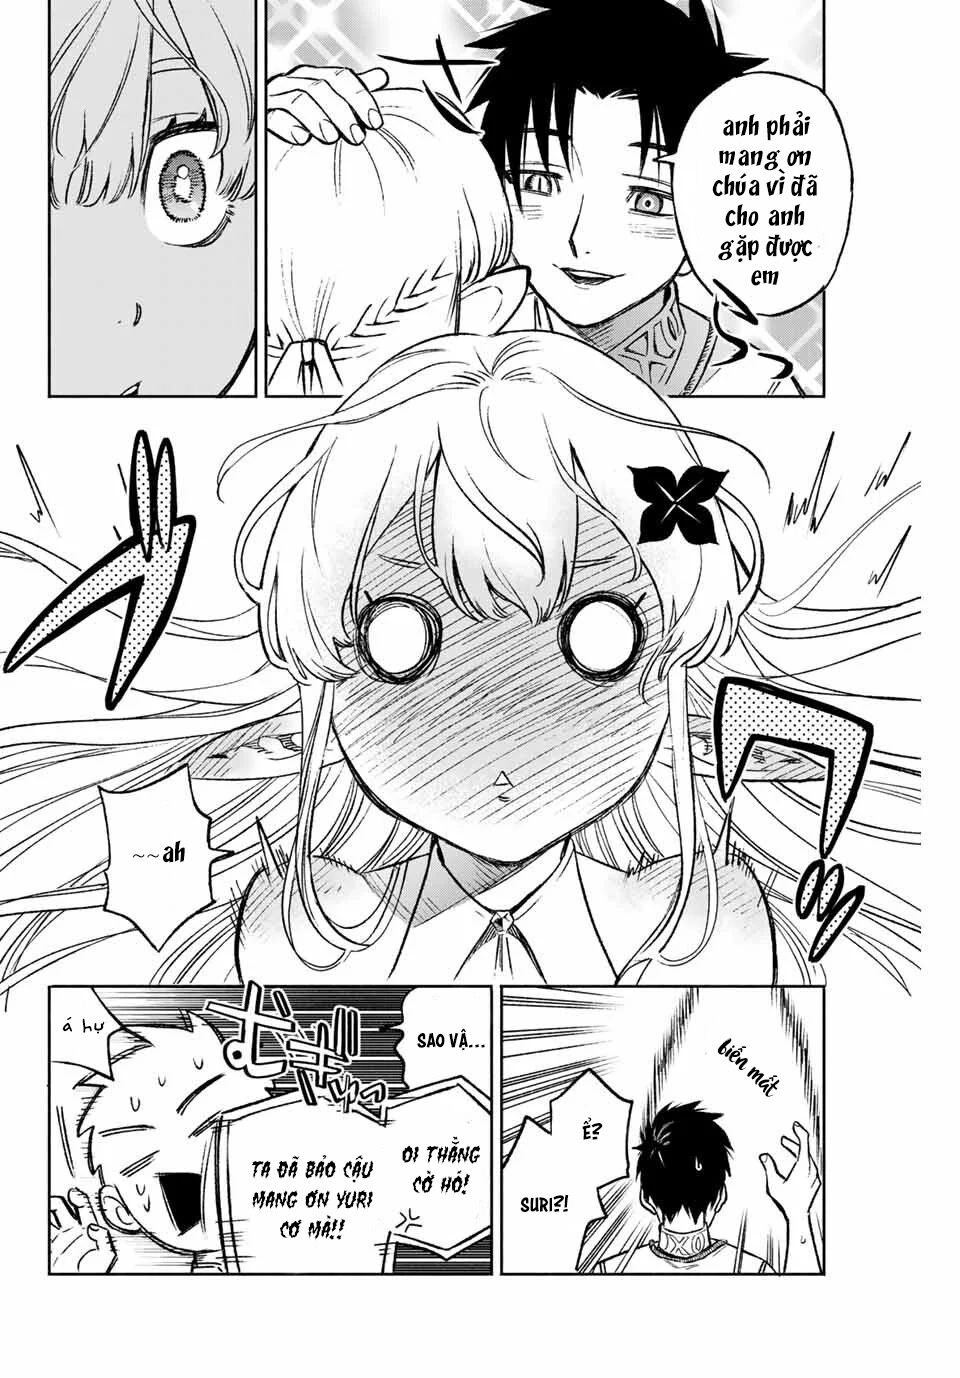 anh phải
mang ơn
chúa vì đã
cho anh
gặp được
em
~~ah
biến mất
Ể?
SURI?!
SAO VẬ...
OI THẰNG
CỜ HÓ!
TA ĐÃ BẢO CẬU
MANG ƠN YURI
CƠ MÀ!!
á hự